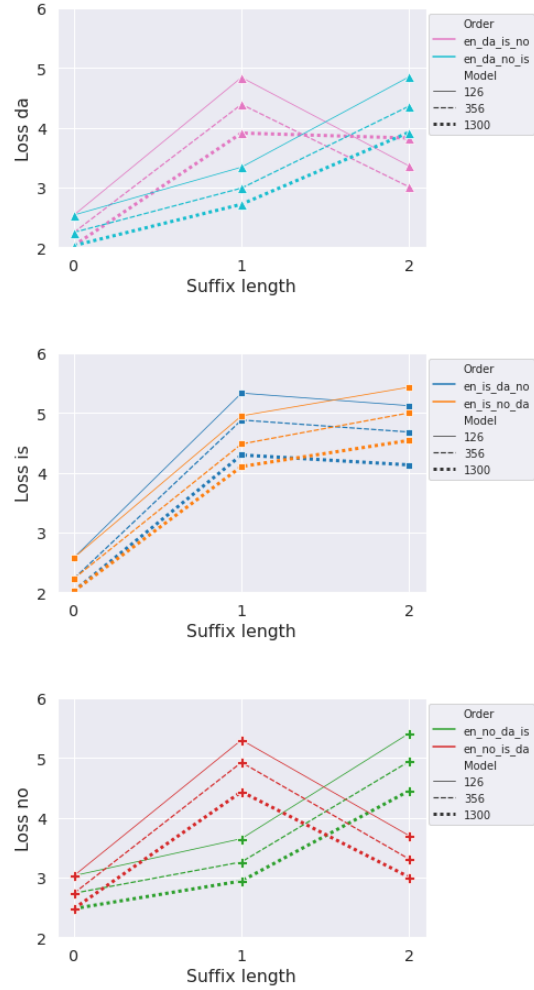 6
5
4
3
2
Loss da
0 1 2
Suffix length
Order
en_da_is_no
en_da_no_is
Model
126
356
1300
6
5
4
3
2
Loss is
0 1 2
Suffix length
Order
en_is_da_no
en_is_no_da
Model
126
356
1300
6
5
4
3
2
Loss no
0 1 2
Suffix length
Order
en_no_da_is
en_no_is_da
Model
126
356
1300